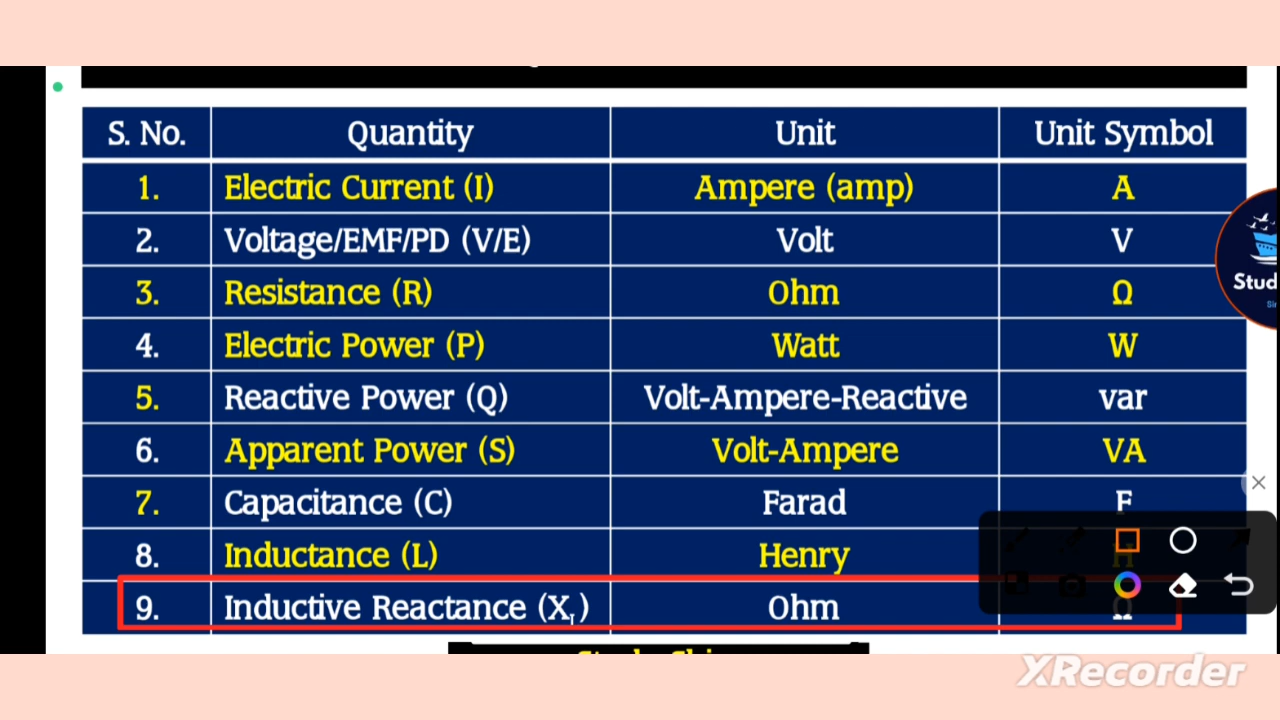 S. No. Quantity Unit Unit Symbol
1. Electric Current (I) Ampere (amp) A
2. Voltage/EMF/PD (V/E) Volt V
3. Resistance (R) Ohm Ω
4. Electric Power (P) Watt W
5. Reactive Power (Q) Volt-Ampere-Reactive var
6. Apparent Power (S) Volt-Ampere VA
7. Capacitance (C) Farad F
8. Inductance (L) Henry H
9. Inductive Reactance (X_L) Ohm Ω
XRecorder